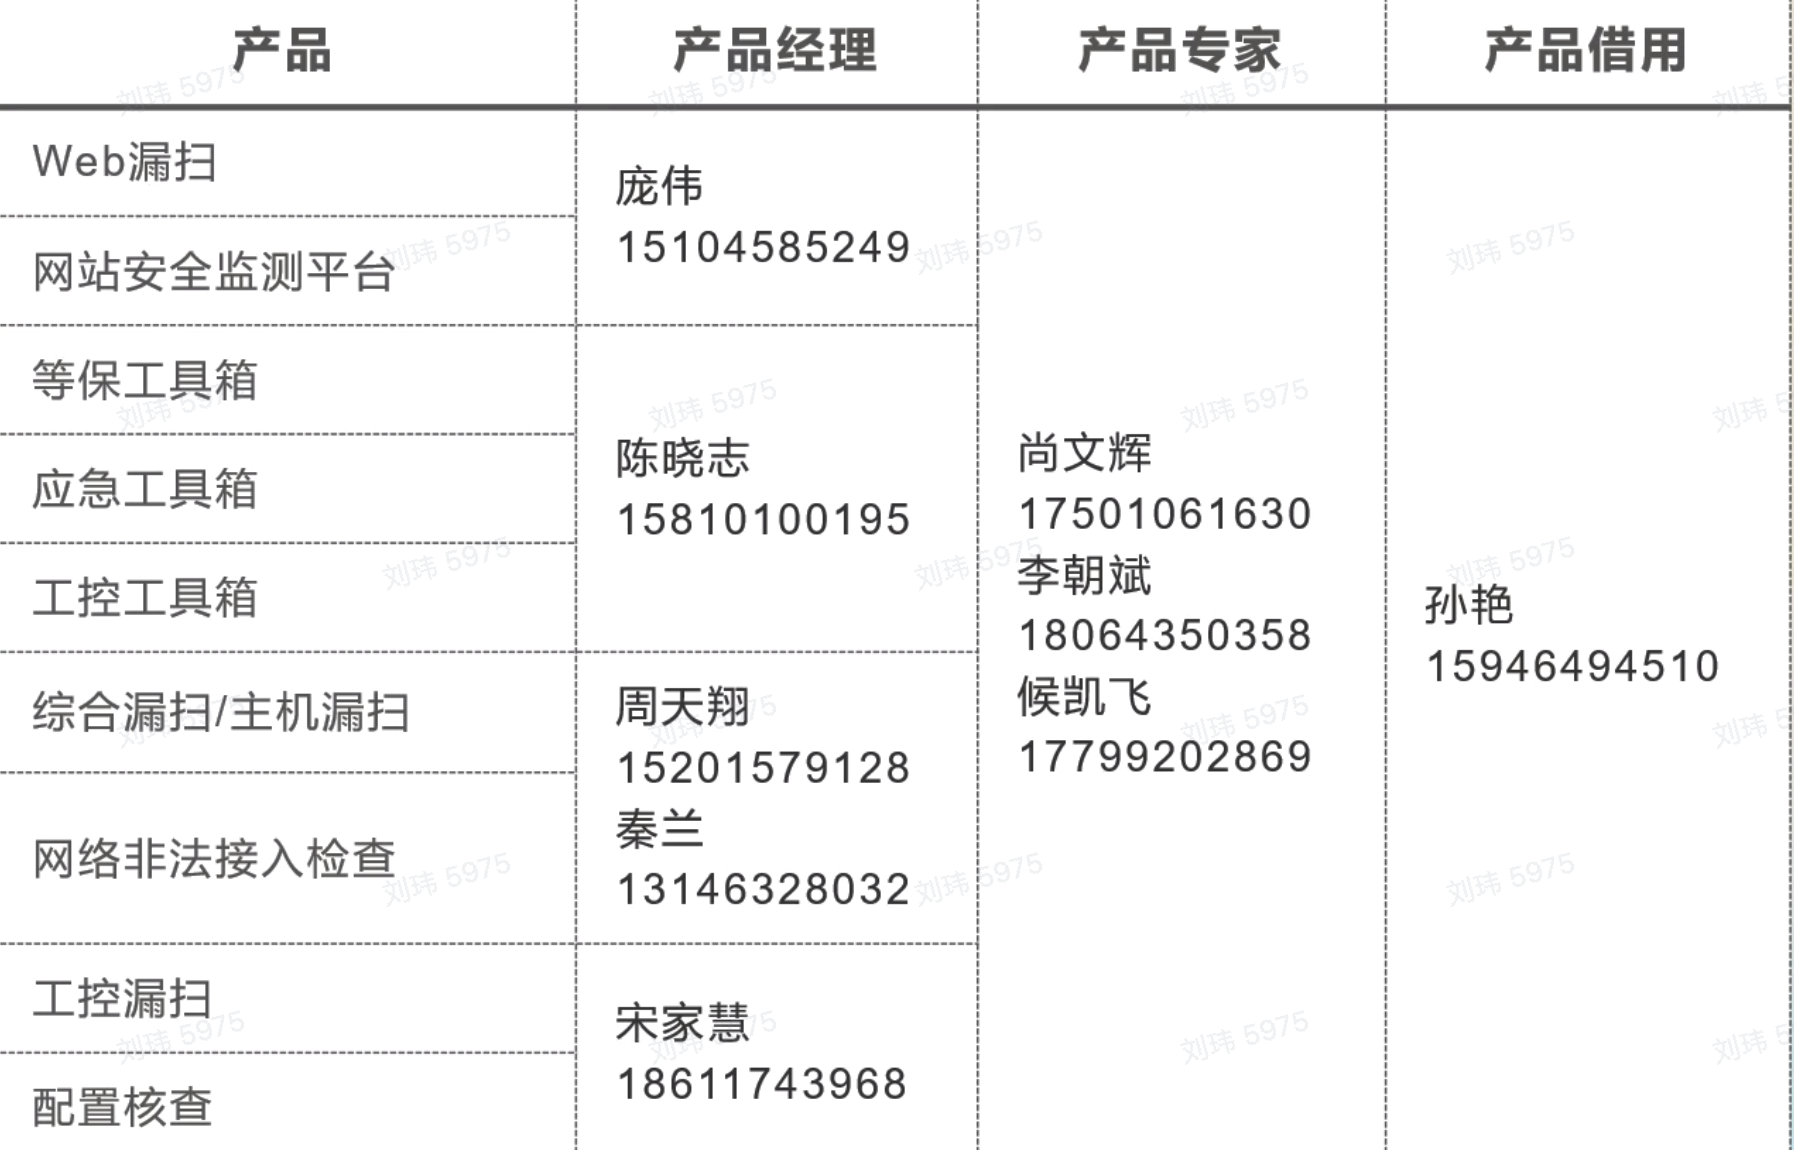 产品 产品经理 产品专家 产品借用
Web漏扫
网站安全监测平台
庞伟
15104585249
等保工具箱
应急工具箱
工控工具箱
陈晓志
15810100195
综合漏扫/主机漏扫
网络非法接入检查
周天翔
15201579128
秦兰
13146328032
工控漏扫
配置核查
宋家慧
18611743968
尚文辉
17501061630
李朝斌
18064350358
候凯飞
17799202869
孙艳
15946494510
刘玮 5975